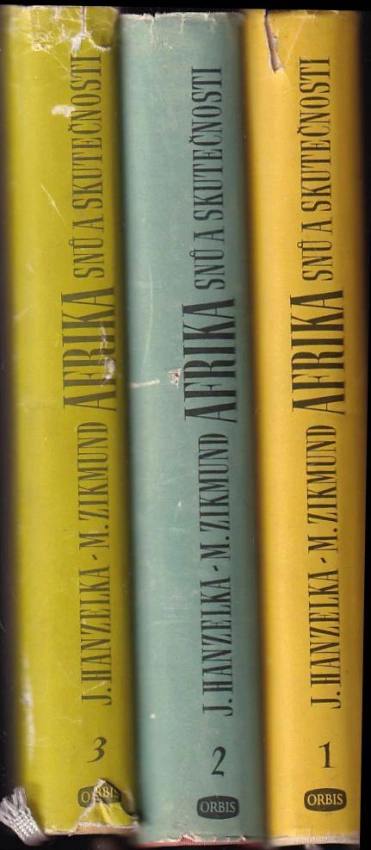 J. HANZELKA - M. ZIKMUND AFRIKA SNŮ A SKUTEČNOSTI
3
ORBIS
J. HANZELKA - M. ZIKMUND AFRIKA SNŮ A SKUTEČNOSTI
2
ORBIS
J. HANZELKA - M. ZIKMUND AFRIKA SNŮ A SKUTEČNOSTI
1
ORBIS